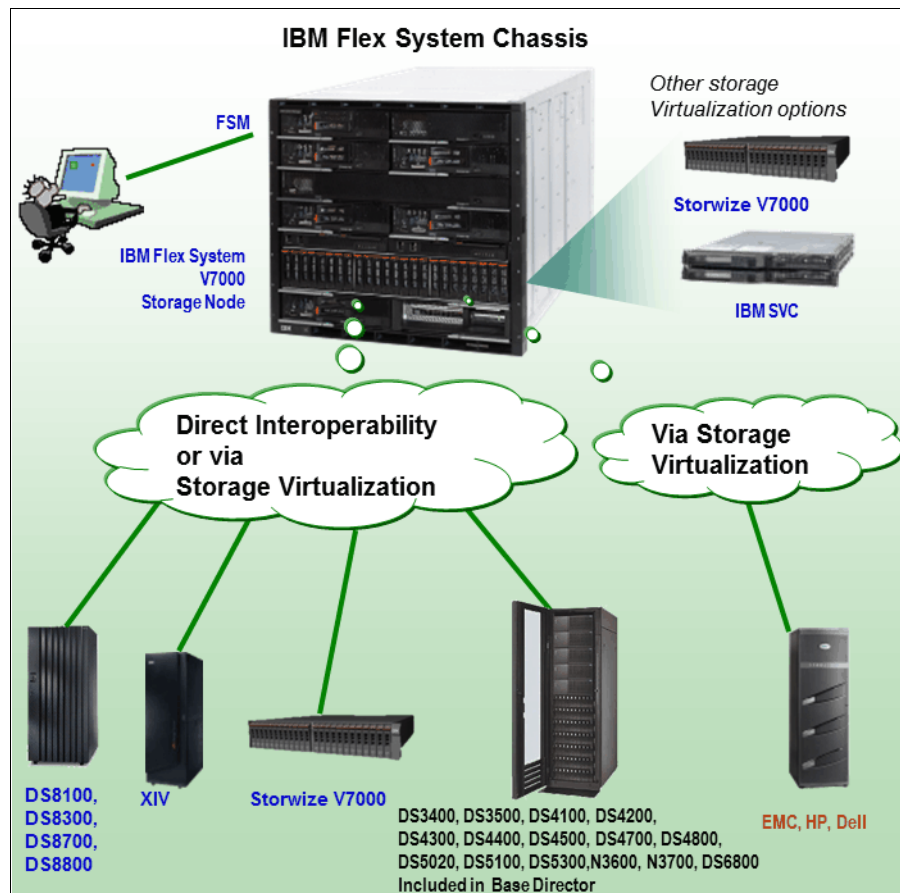 IBM Flex System Chassis
Other storage
Virtualization options
FSM
Storwize V7000
IBM Flex System
V7000
Storage Node
IBM SVC
IBM
Direct Interoperability
or via
Storage Virtualization
Via Storage
Virtualization
DS8100,
DS8300,
DS8700,
DS8800
XIV
Storwize V7000
DS3400, DS3500, DS4100, DS4200,
DS4300, DS4400, DS4500, DS4700, DS4800,
DS5020, DS5100, DS5300,N3600, N3700, DS6800
Included in Base Director
EMC, HP, Dell